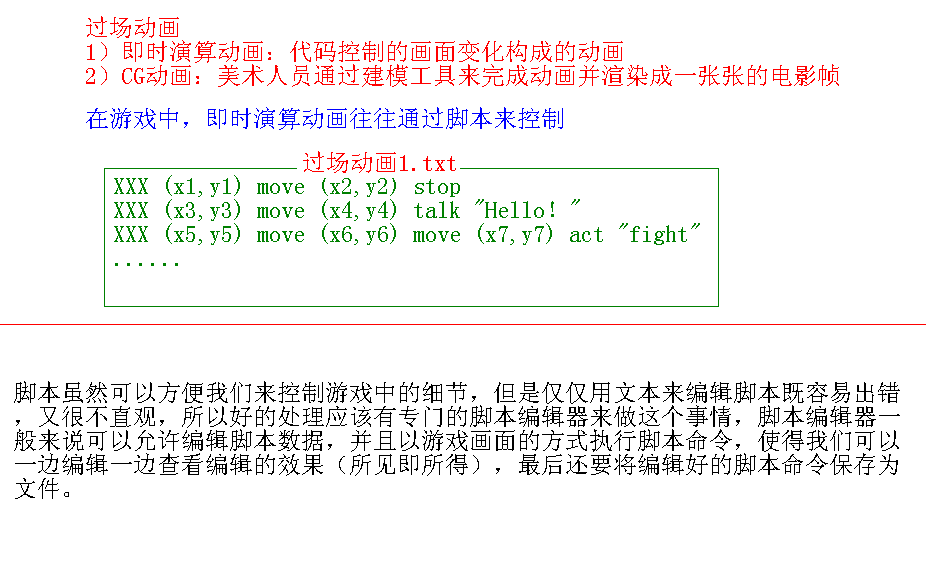 过场动画
1）即时演算动画：代码控制的画面变化构成的动画
2）CG动画：美术人员通过建模工具来完成动画并渲染成一张张的电影帧
在游戏中，即时演算动画往往通过脚本来控制
过场动画1.txt
XXX (x1,y1) move (x2,y2) stop
XXX (x3,y3) move (x4,y4) talk "Hello! "
XXX (x5,y5) move (x6,y6) move (x7,y7) act "fight"
......
脚本虽然可以方便我们来控制游戏中的细节，但是仅仅用文本来编辑脚本既容易出错
，又很不直观，所以好的处理应该有专门的脚本编辑器来做这个事情，脚本编辑器一
般来说可以允许编辑脚本数据，并且以游戏画面的方式执行脚本命令，使得我们可以
一边编辑一边查看编辑的效果（所见即所得），最后还要将编辑好的脚本命令保存为
文件。